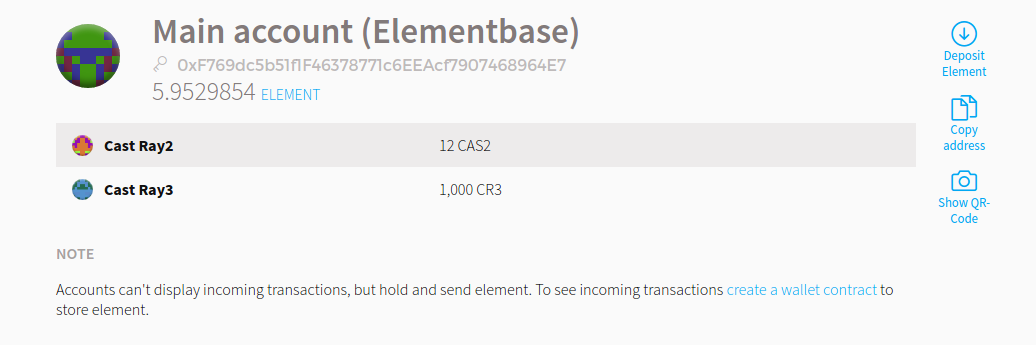 Main account (Elementbase)
0xF769dc5b51f1F46378771c6EEAcf7907468964E7
5.9529854 ELEMENT
Cast Ray2 12 CAS2
Cast Ray3 1,000 CR3
NOTE
Accounts can't display incoming transactions, but hold and send element. To see incoming transactions create a wallet contract to
store element.
Deposit
Element
Copy
address
Show QR-
Code